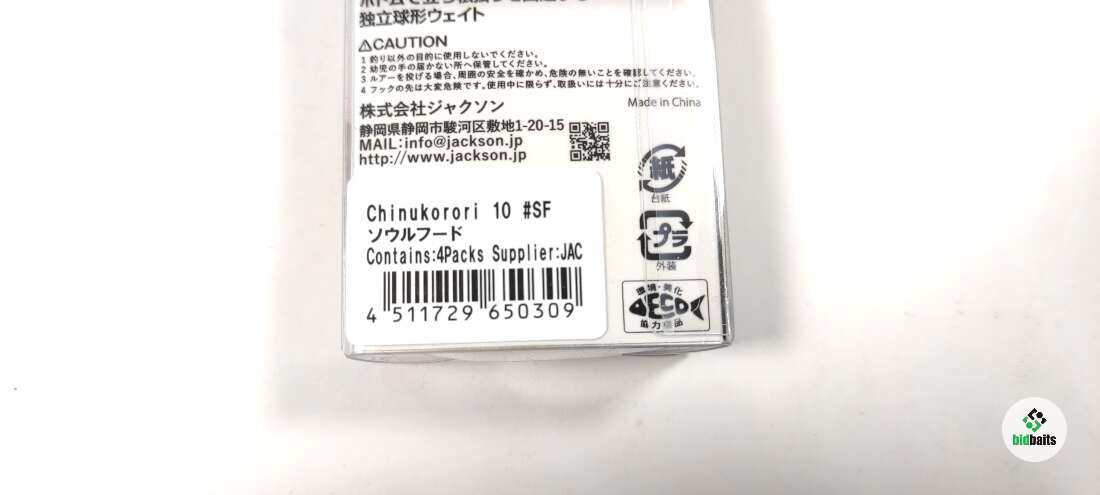 独立球形ウェイト
⚠CAUTION
1 釣り以外の目的に使用しないでください。
2 幼児の手の届かない所へ保管してください。
3 ルアーを投げる場合、周囲の安全を確かめ、危険の無いことを確認してください。
4 フックの先は大変危険です。使用中に限らず、取扱いには十分にご注意ください。
株式会社ジャクソン
Made in China
静岡県静岡市駿河区敷地1-20-15
MAIL:info@jackson.jp
http://www.jackson.jp
紙
台紙
プラ
外装
環境・美化
ECO
協力商品
Chinukorori 10 #SF
ソウルフード
Contains:4Packs Supplier:JAC
4 511729 650309
bidbaits